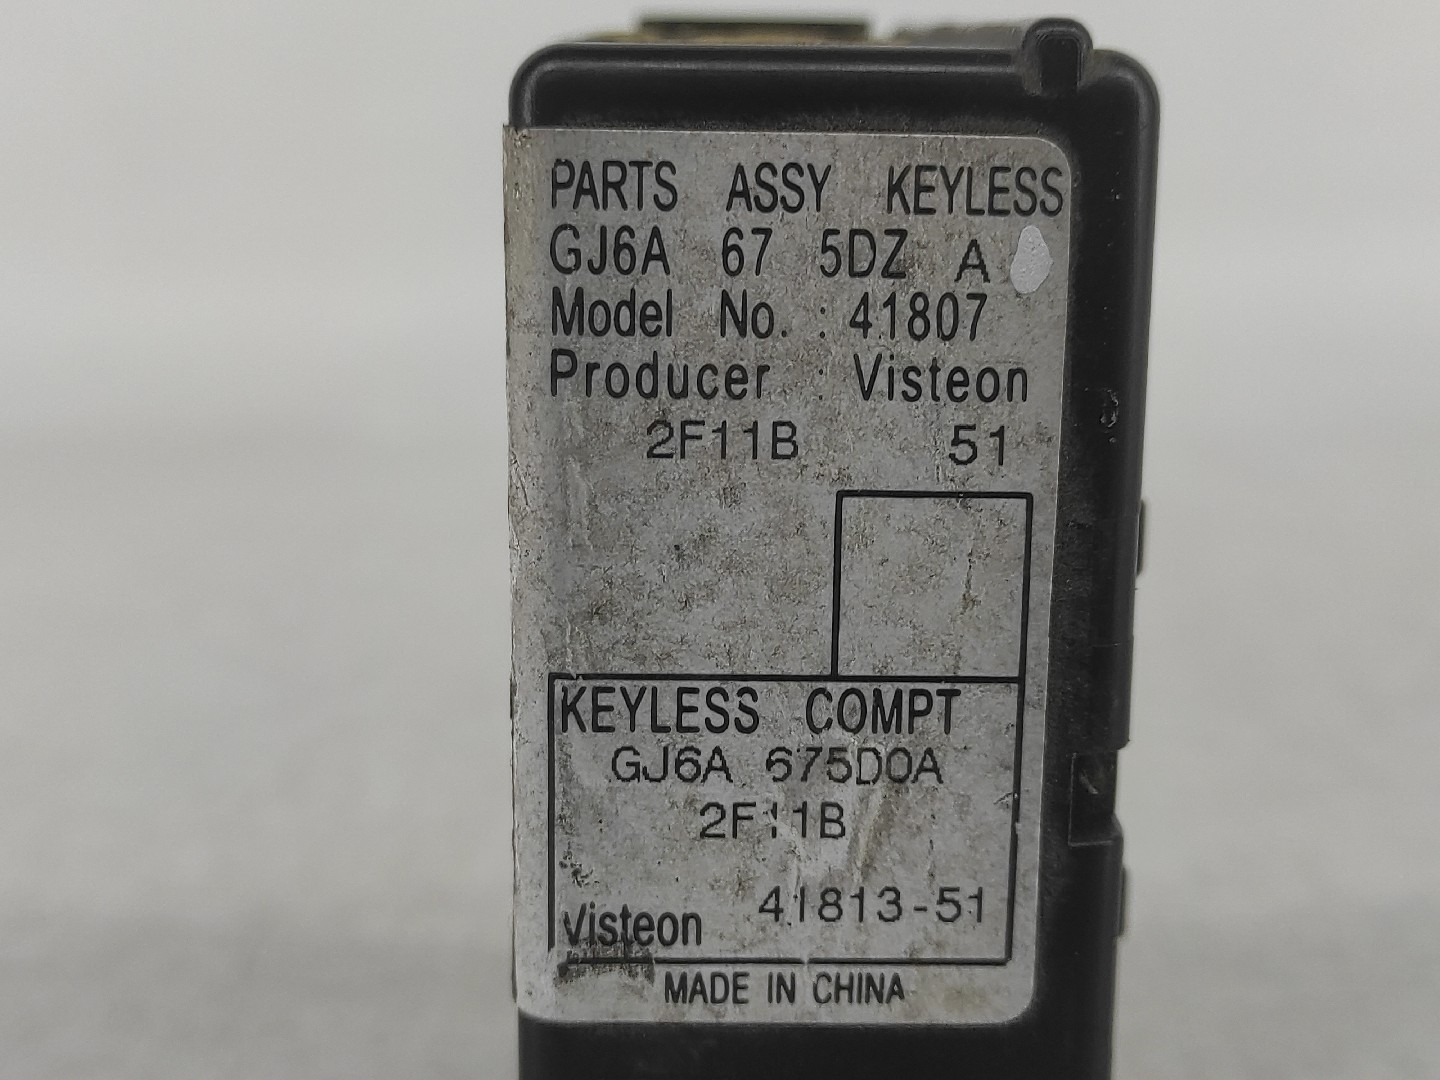 PARTS ASSY KEYLESS
GJ6A 67 5DZ A
Model No. : 41807
Producer : Visteon
2F11B 51
KEYLESS COMPT
GJ6A 675D0A
2F11B
41813-51
Visteon
MADE IN CHINA